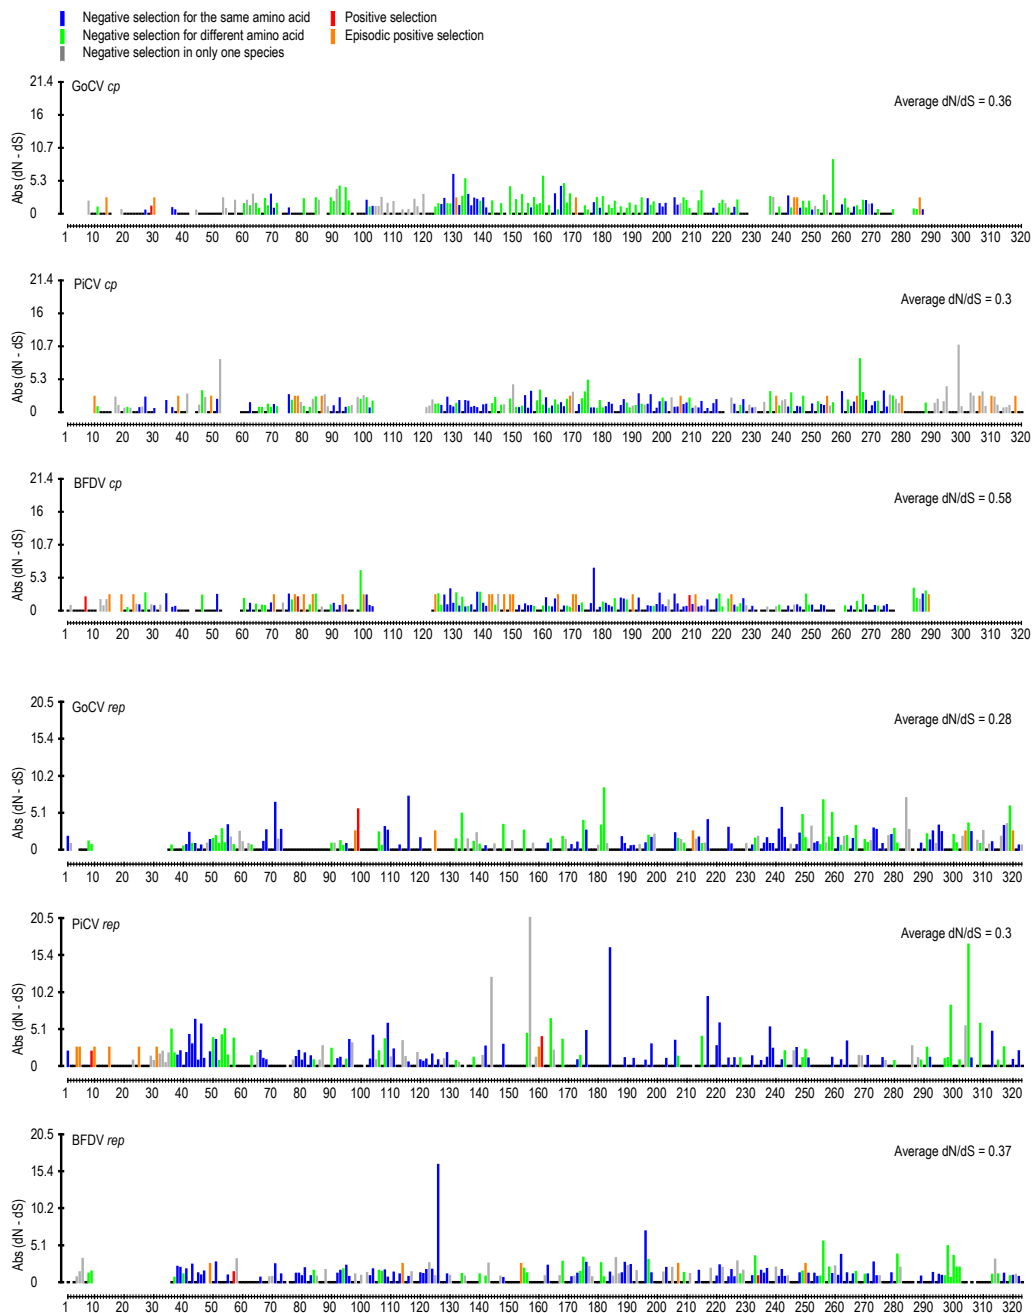 Negative selection for the same amino acid Positive selection
Negative selection for different amino acid Episodic positive selection
Negative selection in only one species
GoCV cp
Average dN/dS = 0.36
Abs (dN - dS)
21.4
16
10.7
5.3
0
1 10 20 30 40 50 60 70 80 90 100 110 120 130 140 150 160 170 180 190 200 210 220 230 240 250 260 270 280 290 300 310 320
PiCV cp
Average dN/dS = 0.3
Abs (dN - dS)
21.4
16
10.7
5.3
0
1 10 20 30 40 50 60 70 80 90 100 110 120 130 140 150 160 170 180 190 200 210 220 230 240 250 260 270 280 290 300 310 320
BFDV cp
Average dN/dS = 0.58
Abs (dN - dS)
21.4
16
10.7
5.3
0
1 10 20 30 40 50 60 70 80 90 100 110 120 130 140 150 160 170 180 190 200 210 220 230 240 250 260 270 280 290 300 310 320
GoCV rep
Average dN/dS = 0.28
Abs (dN - dS)
20.5
15.4
10.2
5.1
0
1 10 20 30 40 50 60 70 80 90 100 110 120 130 140 150 160 170 180 190 200 210 220 230 240 250 260 270 280 290 300 310 320
PiCV rep
Average dN/dS = 0.3
Abs (dN - dS)
20.5
15.4
10.2
5.1
0
1 10 20 30 40 50 60 70 80 90 100 110 120 130 140 150 160 170 180 190 200 210 220 230 240 250 260 270 280 290 300 310 320
BFDV rep
Average dN/dS = 0.37
Abs (dN - dS)
20.5
15.4
10.2
5.1
0
1 10 20 30 40 50 60 70 80 90 100 110 120 130 140 150 160 170 180 190 200 210 220 230 240 250 260 270 280 290 300 310 320